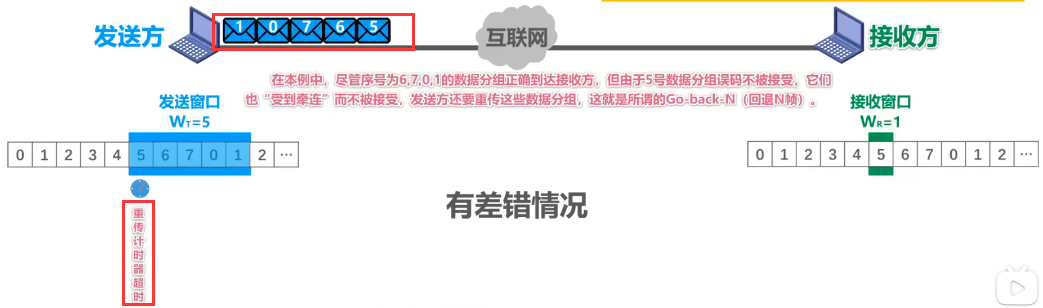 发送方
1 0 7 6 5
互联网
接收方
在本例中，尽管序号为6,7,0,1的数据分组正确到达接收方，但由于5号数据分组误码不被接受，它们
也“受到牵连”而不被接受，发送方还要重传这些数据分组，这就是所谓的Go-back-N（回退N帧）。
发送窗口
WT=5
接收窗口
WR=1
0 1 2 3 4 5 6 7 0 1 2 ···
0 1 2 3 4 5 6 7 0 1 2 ···
重传计时器超时
有差错情况